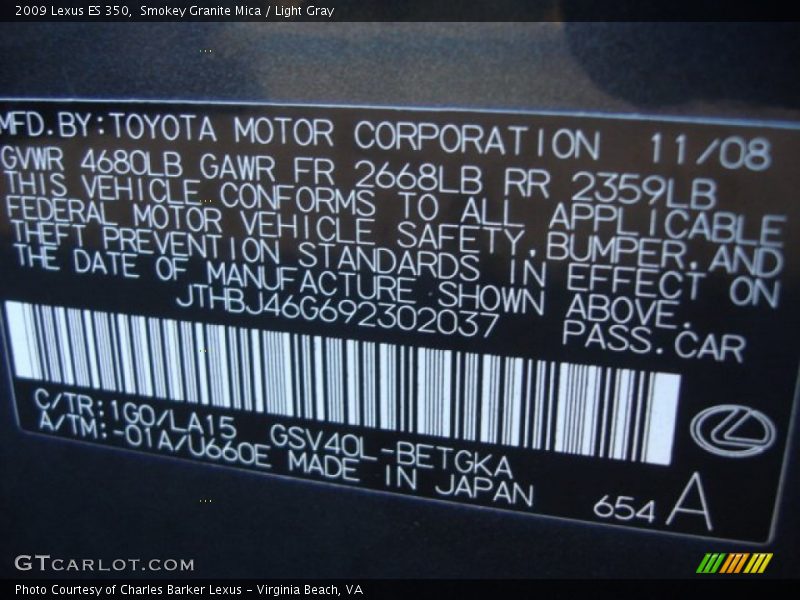 2009 Lexus ES 350,  Smokey Granite Mica / Light Gray
MFD.BY:TOYOTA MOTOR CORPORATION 11/08
GVWR 4680LB GAWR FR 2668LB RR 2359LB
THIS VEHICLE CONFORMS TO ALL APPLICABLE
FEDERAL MOTOR VEHICLE SAFETY,BUMPER,AND
THEFT PREVENTION STANDARDS IN EFFECT ON
THE DATE OF MANUFACTURE SHOWN ABOVE.
JTHBJ46G692302037 PASS.CAR
C/TR:1G0/LA15 GSV40L-BETGKA
A/TM:-01A/U660E MADE IN JAPAN
654 A
GTCARLOT.COM
Photo Courtesy of Charles Barker Lexus - Virginia Beach, VA